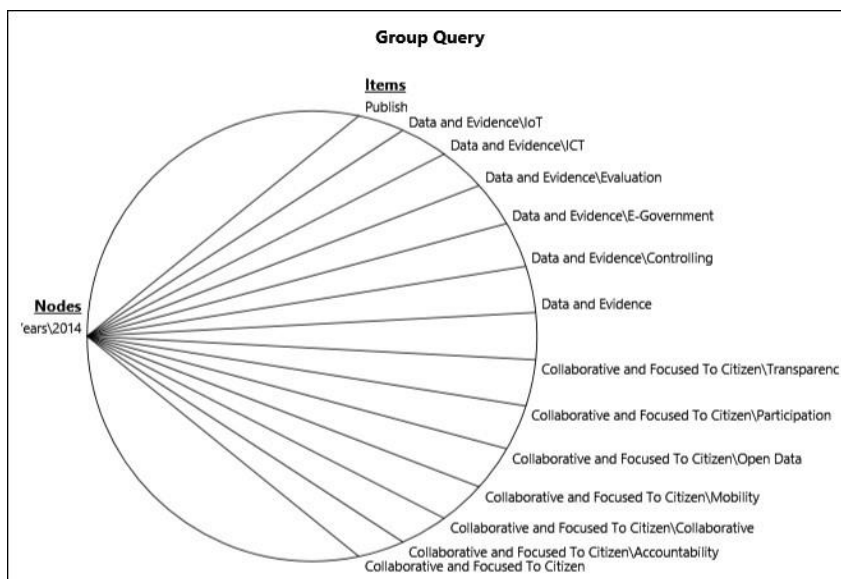 Group Query
Items
Publish
Data and Evidence\IoT
Data and Evidence\ICT
Data and Evidence\Evaluation
Data and Evidence\E-Government
Data and Evidence\Controlling
Nodes
'ears\2014
Data and Evidence
Collaborative and Focused To Citizen\Transparenc
Collaborative and Focused To Citizen\Participation
Collaborative and Focused To Citizen\Open Data
Collaborative and Focused To Citizen\Mobility
Collaborative and Focused To Citizen\Collaborative
Collaborative and Focused To Citizen\Accountability
Collaborative and Focused To Citizen